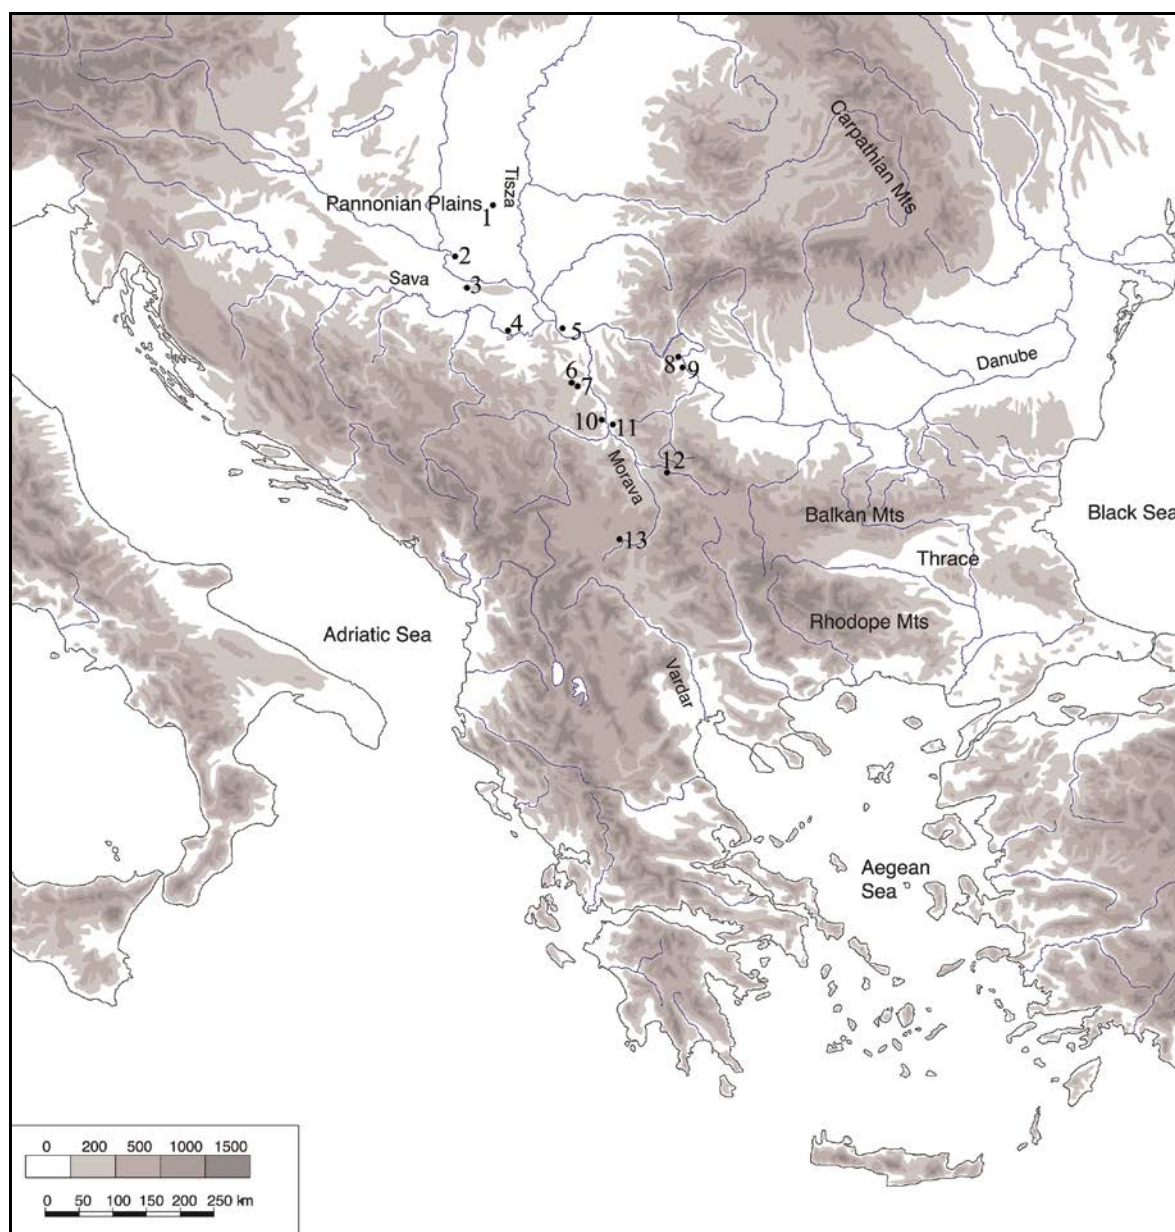 Carpathian Mts
Tisza
Pannonian Plains
1
2
Sava
3
4
5
8
9
Danube
6
7
10
11
Morava
12
Balkan Mts
Black Sea
13
Thrace
Rhodope Mts
Adriatic Sea
Vardar
Aegean
Sea
0 200 500 1000 1500
0 50 100 150 200 250 km